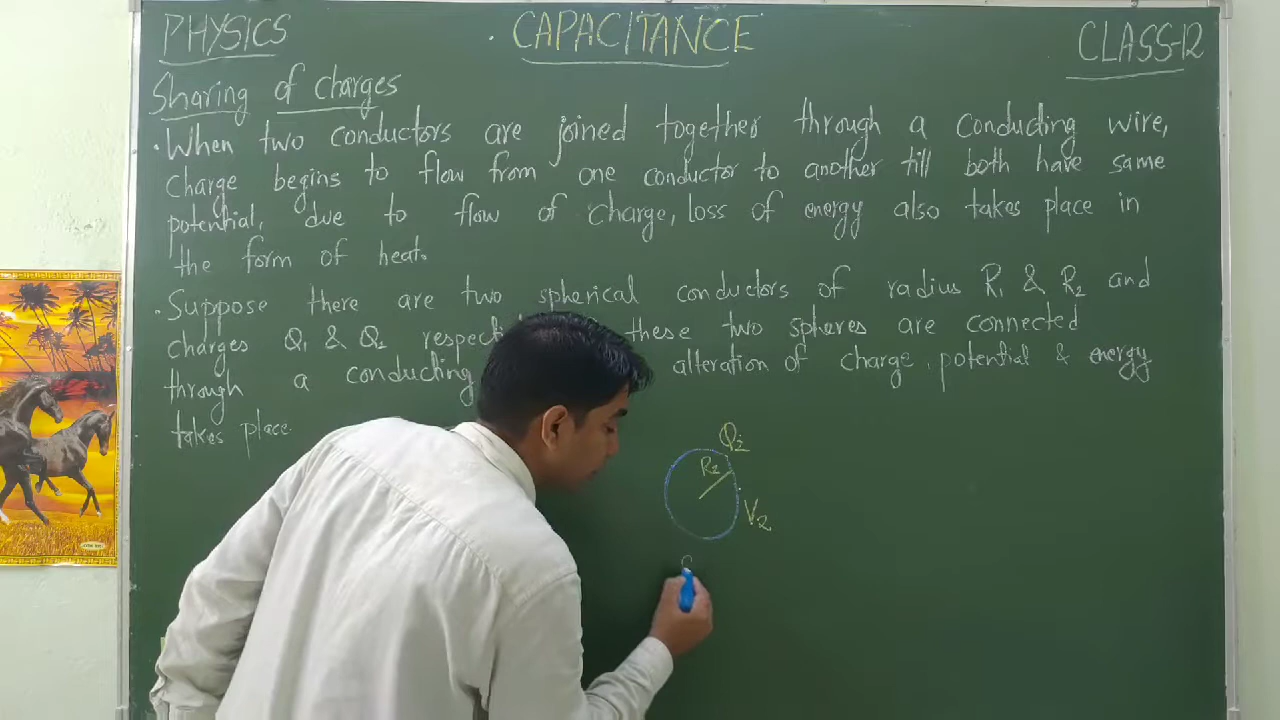 PHYSICS
CAPACITANCE
CLASS-12
Sharing of charges
• When two conductors are joined together through a conducting wire,
charge begins to flow from one conductor to another till both have same
potential, due to flow of charge, loss of energy also takes place in
the form of heat.
• Suppose there are two spherical conductors of radius R₁ & R₂ and
charges Q₁ & Q₂ these two spheres are connected
through a conducting alteration of charge, potential & energy
takes place.
Q₂
R₂
V₂